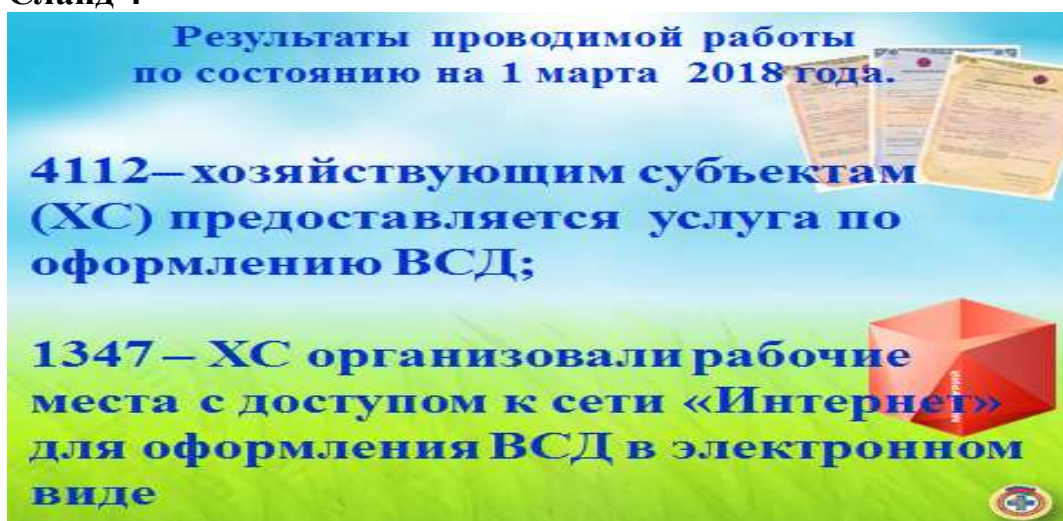 Результаты проводимой работы
по состоянию на 1 марта 2018 года.
4112– хозяйствующим субъектам
(ХС) предоставляется услуга по
оформлению ВСД;
1347 – ХС организовали рабочие
места с доступом к сети «Интернет»
для оформления ВСД в электронном
виде